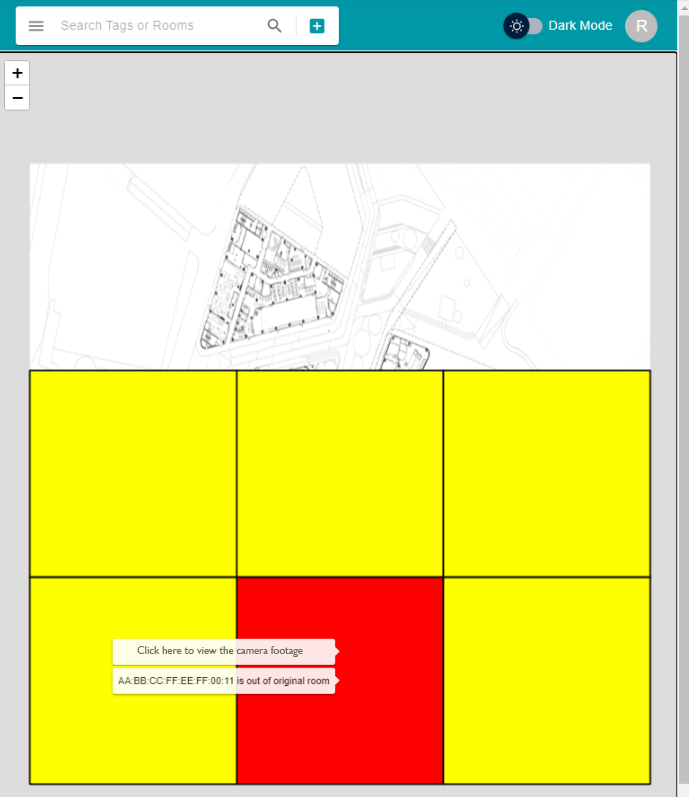 Search Tags or Rooms
Dark Mode
R
+
−
Click here to view the camera footage
AA:BB:CC:FF:EE:FF:00:11 is out of original room